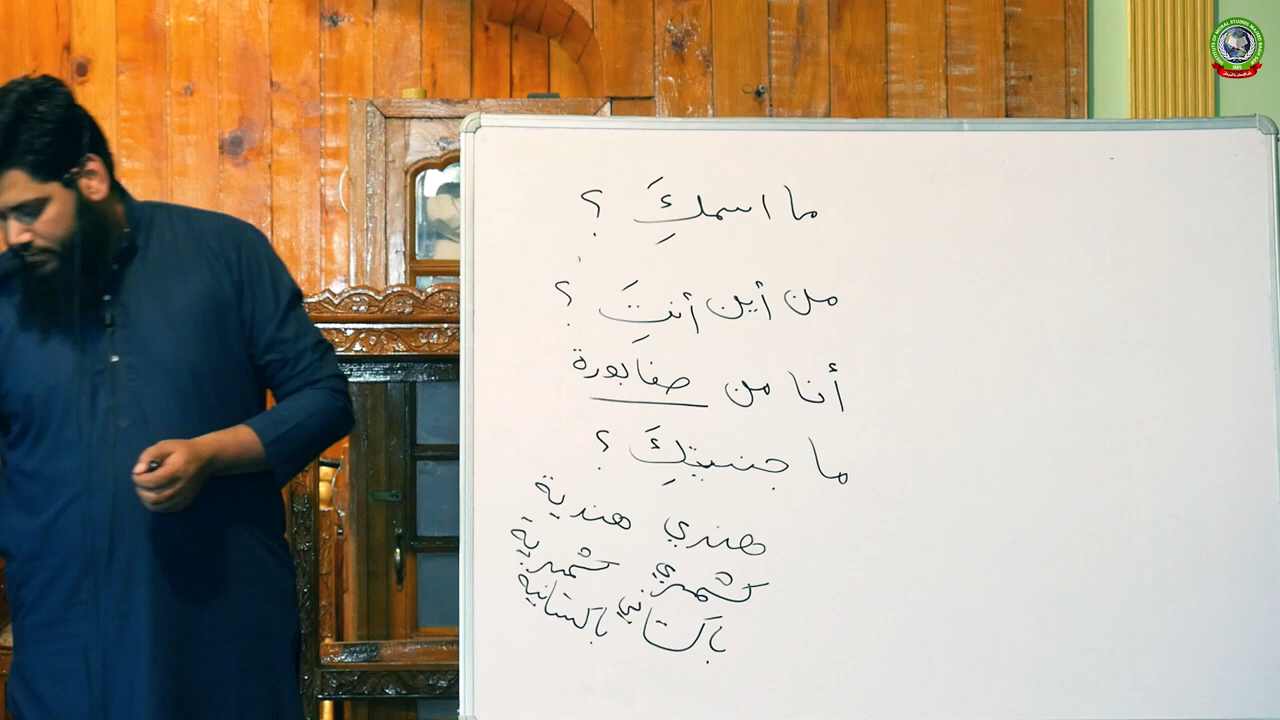 ما اسمكَِ ؟
من أين أنتَِ ؟
أنا من صفابورة
ما جنسيتكَِ ؟
هندي هندية
كشميري كشميرية
باكستاني باكستانية